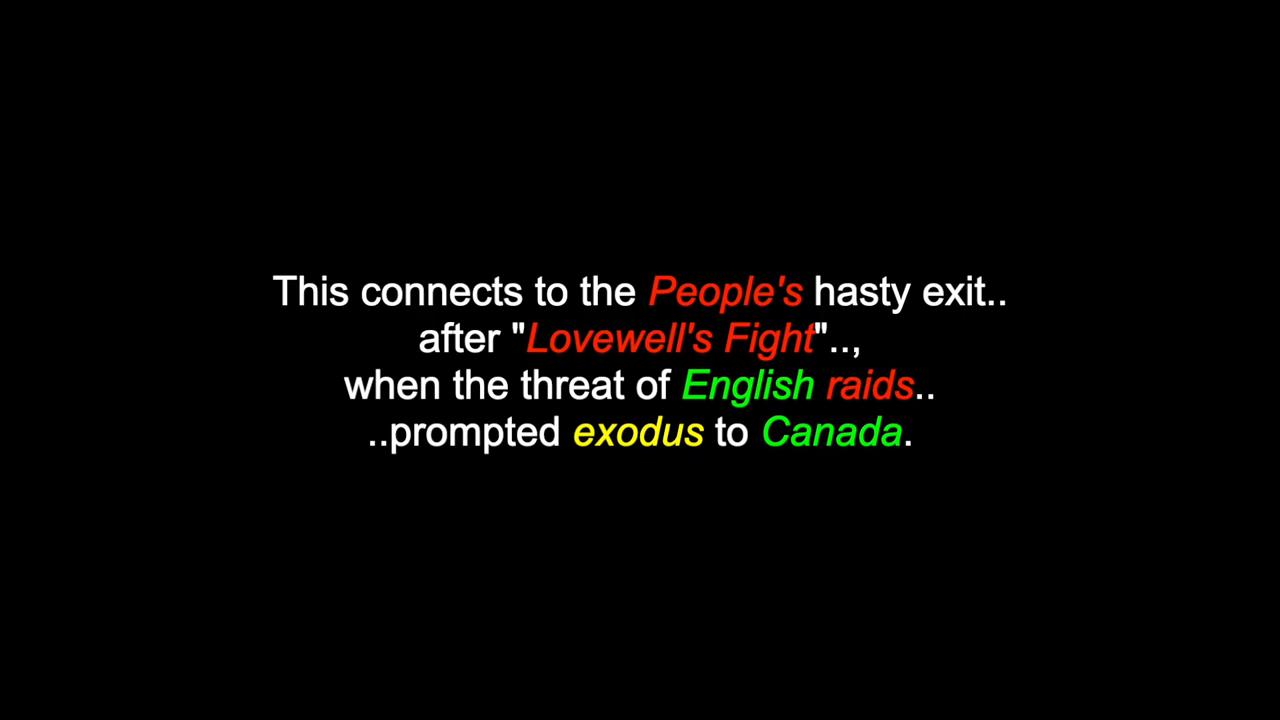 This connects to the People's hasty exit..
after "Lovewell's Fight"..,
when the threat of English raids..
..prompted exodus to Canada.